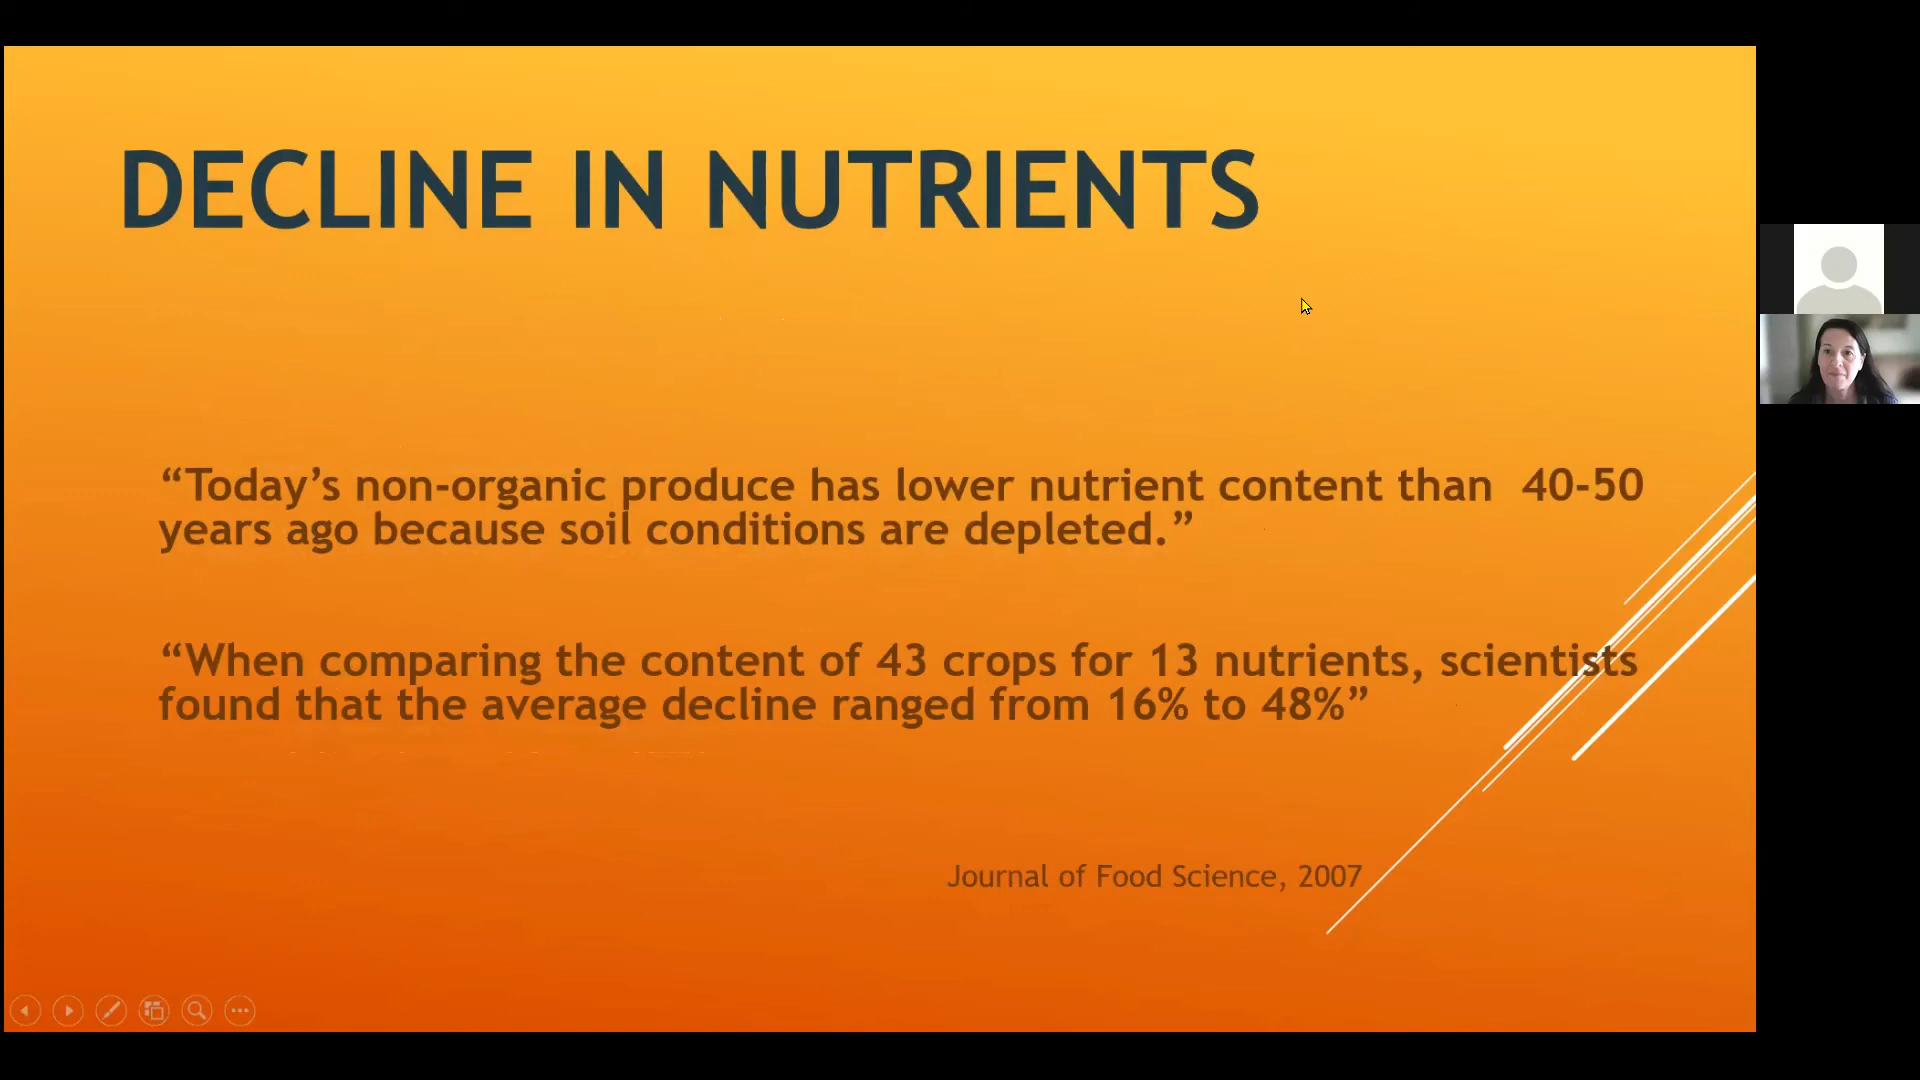 DECLINE IN NUTRIENTS
“Today’s non-organic produce has lower nutrient content than  40-50
years ago because soil conditions are depleted.”
“When comparing the content of 43 crops for 13 nutrients, scientists
found that the average decline ranged from 16% to 48%”
Journal of Food Science, 2007